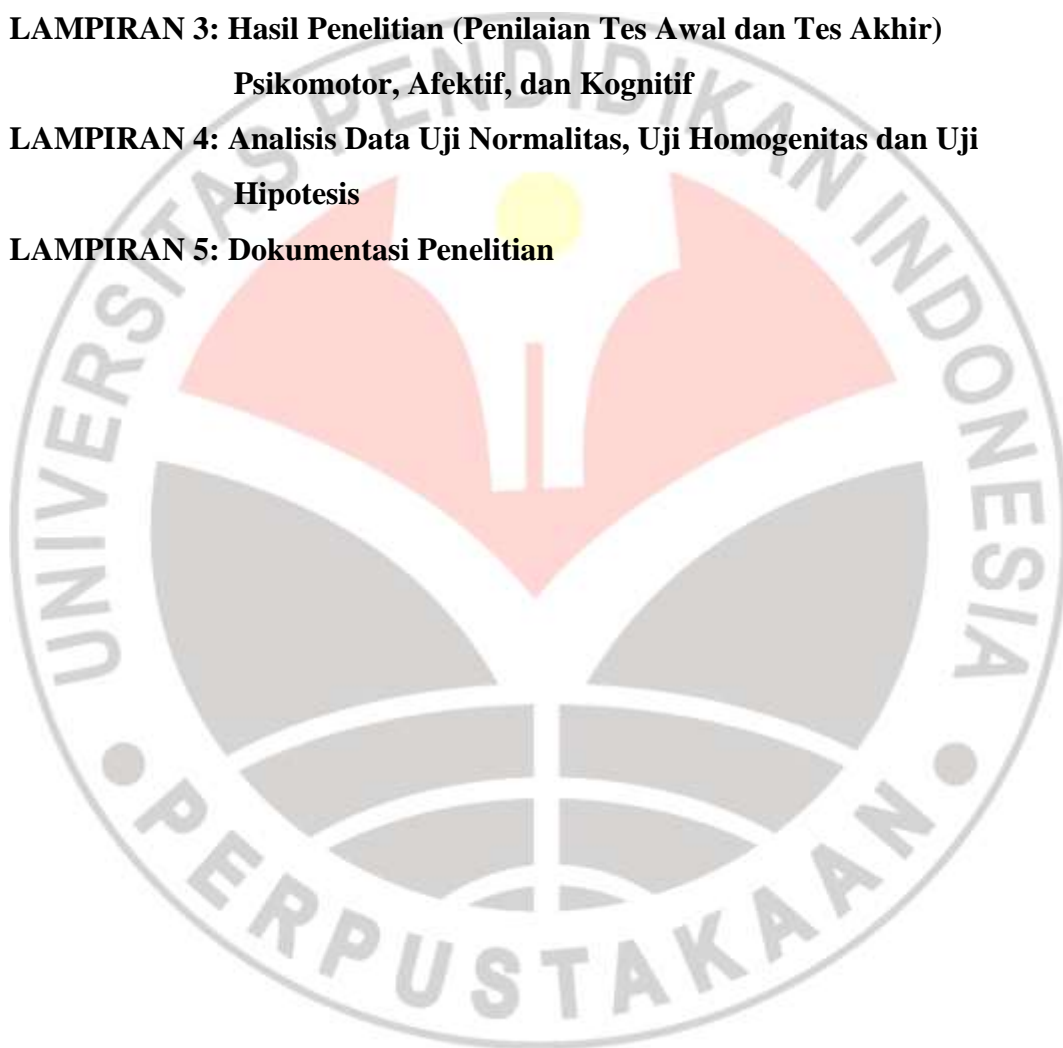 LAMPIRAN 3: Hasil Penelitian (Penilaian Tes Awal dan Tes Akhir)
Psikomotor, Afektif, dan Kognitif
LAMPIRAN 4: Analisis Data Uji Normalitas, Uji Homogenitas dan Uji
Hipotesis
LAMPIRAN 5: Dokumentasi Penelitian
UNIVERSITAS PENDIDIKAN INDONESIA
PERPUSTAKAAN